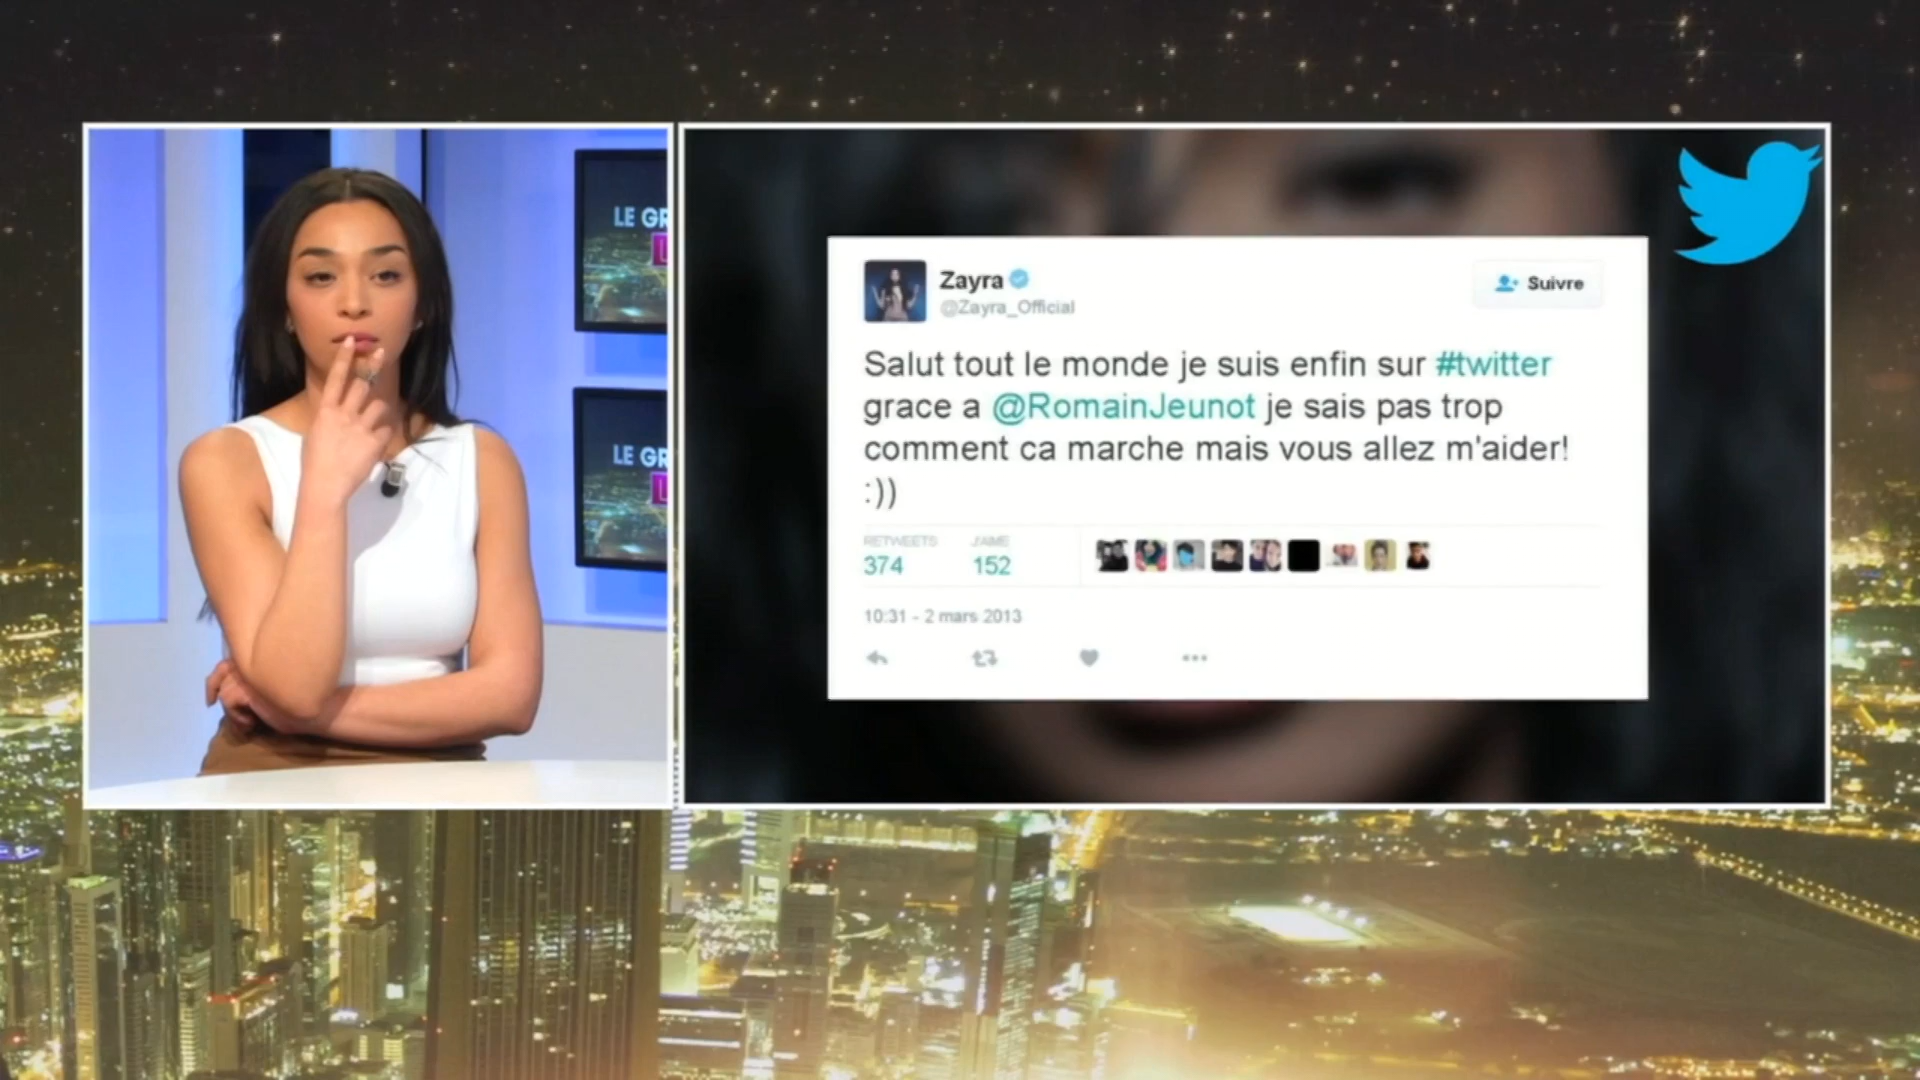 LE GR
LE GR
Zayra
@Zayra_Official
Suivre
Salut tout le monde je suis enfin sur #twitter
grace a @RomainJeunot je sais pas trop
comment ca marche mais vous allez m'aider!
:))
RETWEETS
J'AIME
374
152
10:31 - 2 mars 2013